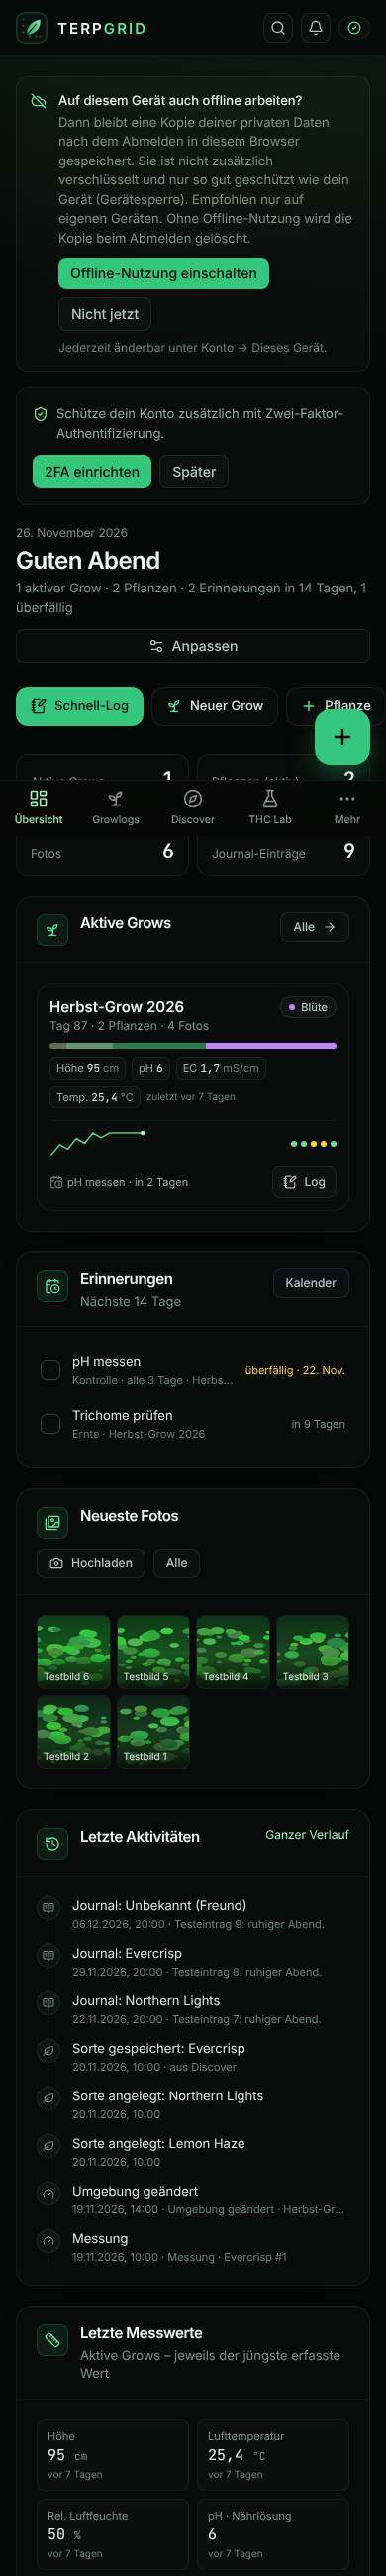 TERPGRID
Auf diesem Gerät auch offline arbeiten?
Dann bleibt eine Kopie deiner privaten Daten
nach dem Abmelden in diesem Browser
gespeichert. Sie ist nicht zusätzlich
verschlüsselt und nur so gut geschützt wie dein
Gerät (Gerätesperre). Empfohlen nur auf
eigenen Geräten. Ohne Offline-Nutzung wird die
Kopie beim Abmelden gelöscht.
Offline-Nutzung einschalten
Nicht jetzt
Jederzeit änderbar unter Konto → Dieses Gerät.
Schütze dein Konto zusätzlich mit Zwei-Faktor-
Authentifizierung.
2FA einrichten Später
26. November 2026
Guten Abend
1 aktiver Grow · 2 Pflanzen · 2 Erinnerungen in 14 Tagen, 1
überfällig
Anpassen
Schnell-Log Neuer Grow Pflanze
Übersicht Growlogs Discover THC Lab Mehr
Fotos 6 Journal-Einträge 9
Aktive Grows Alle →
Herbst-Grow 2026 Blüte
Tag 87 · 2 Pflanzen · 4 Fotos
Höhe 95 cm pH 6 EC 1,7 mS/cm
Temp. 25,4 °C zuletzt vor 7 Tagen
pH messen · in 2 Tagen Log
Erinnerungen Kalender
Nächste 14 Tage
pH messen
Kontrolle · alle 3 Tage · Herbs... überfällig · 22. Nov.
Trichome prüfen
Ernte · Herbst-Grow 2026 in 9 Tagen
Neueste Fotos
Hochladen Alle
Testbild 6 Testbild 5 Testbild 4 Testbild 3
Testbild 2 Testbild 1
Letzte Aktivitäten Ganzer Verlauf
Journal: Unbekannt (Freund)
06.12.2026, 20:00 · Testeintrag 9: ruhiger Abend.
Journal: Evercrisp
29.11.2026, 20:00 · Testeintrag 8: ruhiger Abend.
Journal: Northern Lights
22.11.2026, 20:00 · Testeintrag 7: ruhiger Abend.
Sorte gespeichert: Evercrisp
20.11.2026, 10:00 · aus Discover
Sorte angelegt: Northern Lights
20.11.2026, 10:00
Sorte angelegt: Lemon Haze
20.11.2026, 10:00
Umgebung geändert
19.11.2026, 14:00 · Umgebung geändert · Herbst-Gr...
Messung
19.11.2026, 10:00 · Messung · Evercrisp #1
Letzte Messwerte
Aktive Grows – jeweils der jüngste erfasste
Wert
Höhe Lufttemperatur
95 cm 25,4 °C
vor 7 Tagen vor 7 Tagen
Rel. Luftfeuchte pH · Nährlösung
50 % 6
vor 7 Tagen vor 7 Tagen